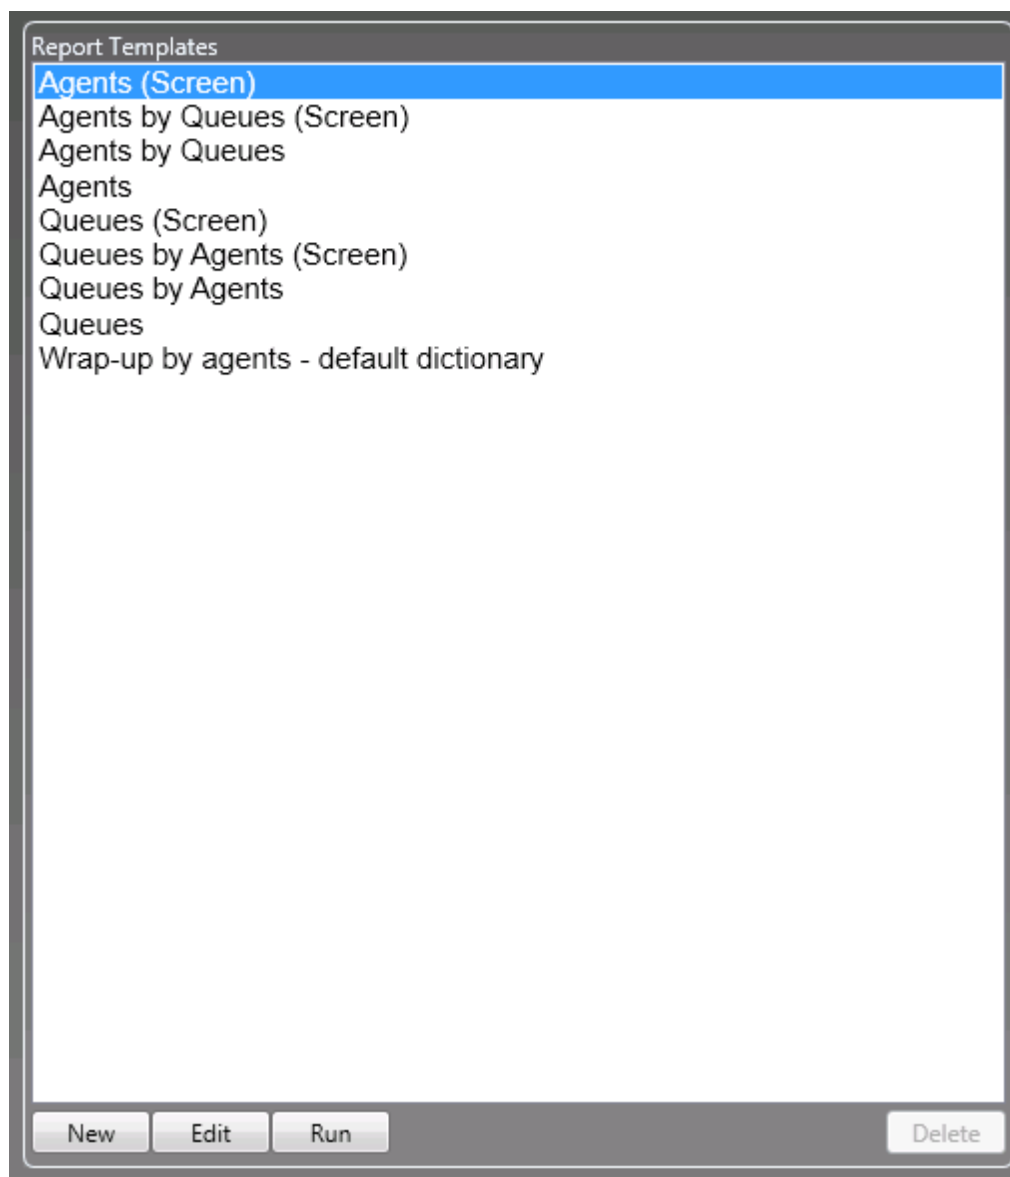 Report Templates
Agents (Screen)
Agents by Queues (Screen)
Agents by Queues
Agents
Queues (Screen)
Queues by Agents (Screen)
Queues by Agents
Queues
Wrap-up by agents - default dictionary
New Edit Run Delete